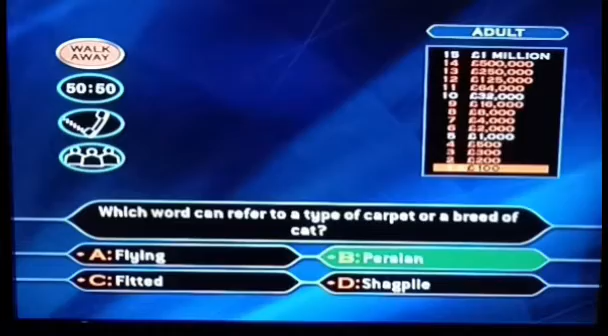 WALK
AWAY
50:50
ADULT
15 £1 MILLION
14 £500,000
13 £250,000
12 £125,000
11 £64,000
10 £32,000
9 £16,000
8 £8,000
7 £4,000
6 £2,000
5 £1,000
4 £500
3 £300
2 £200
£100
Which word can refer to a type of carpet or a breed of
cat?
A: Flying
B: Persian
C: Fitted
D: Shagpile